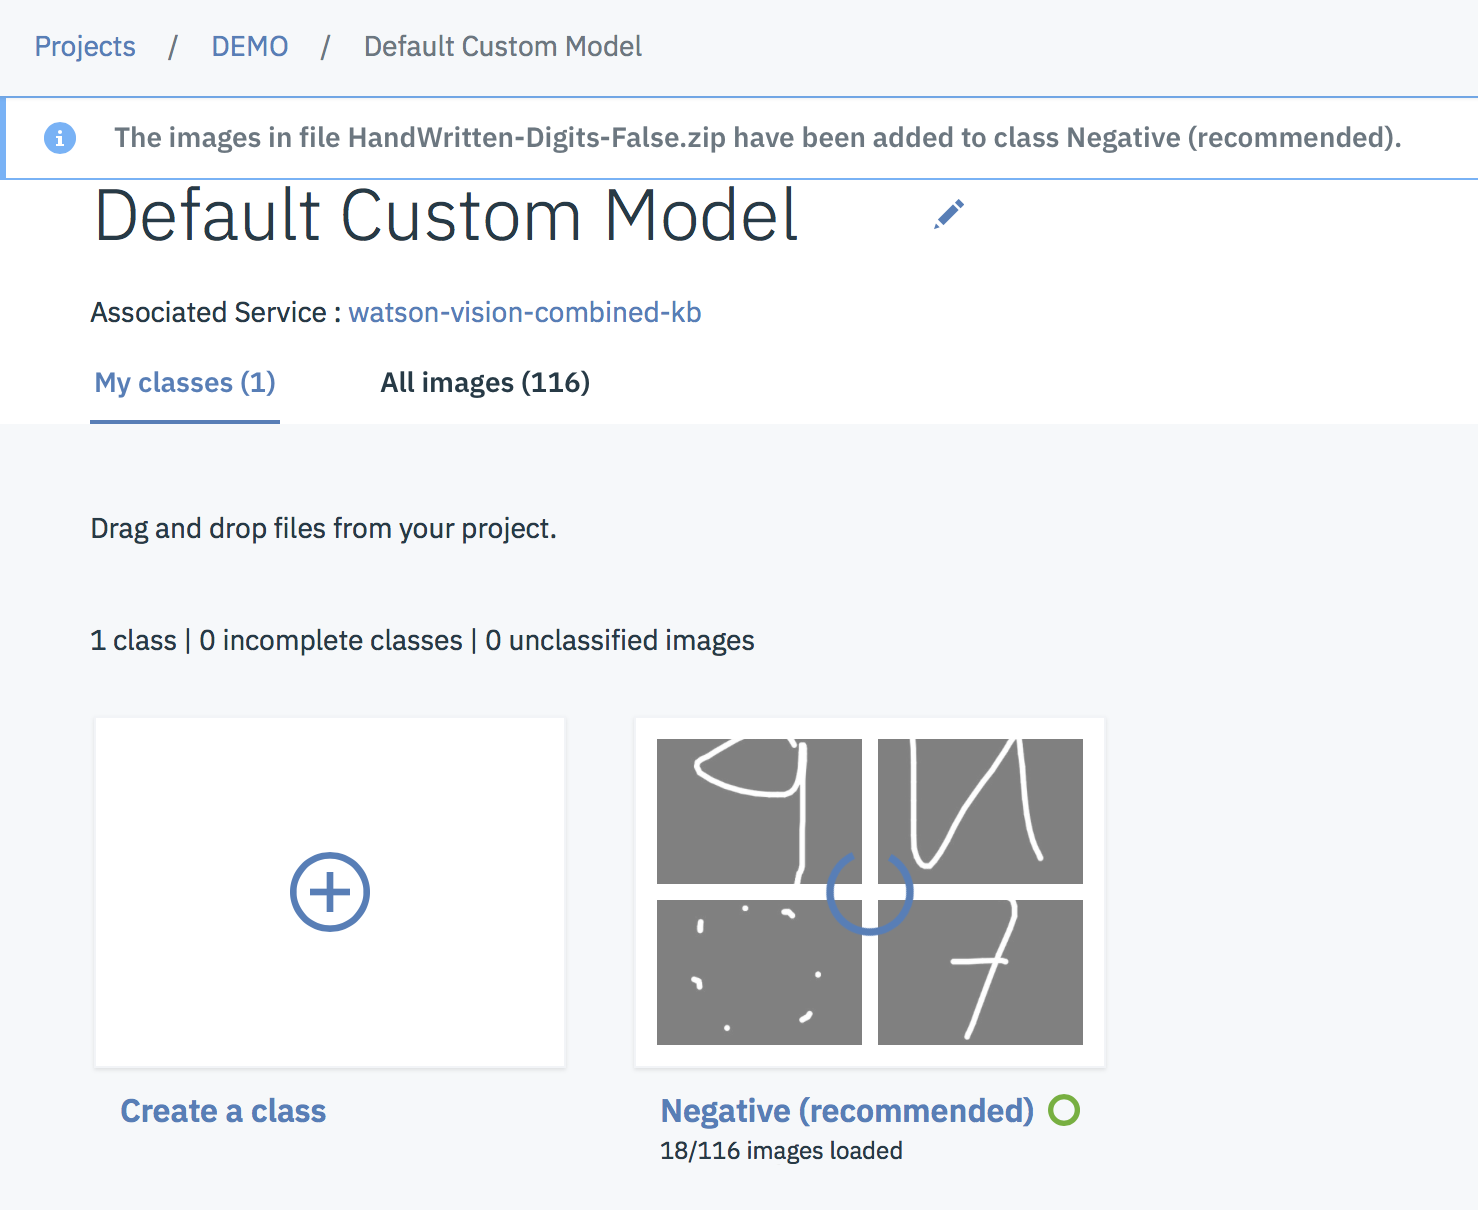 Projects / DEMO / Default Custom Model
The images in file HandWritten-Digits-False.zip have been added to class Negative (recommended).
Default Custom Model
Associated Service : watson-vision-combined-kb
My classes (1) All images (116)
Drag and drop files from your project.
1 class | 0 incomplete classes | 0 unclassified images
Create a class
Negative (recommended)
18/116 images loaded